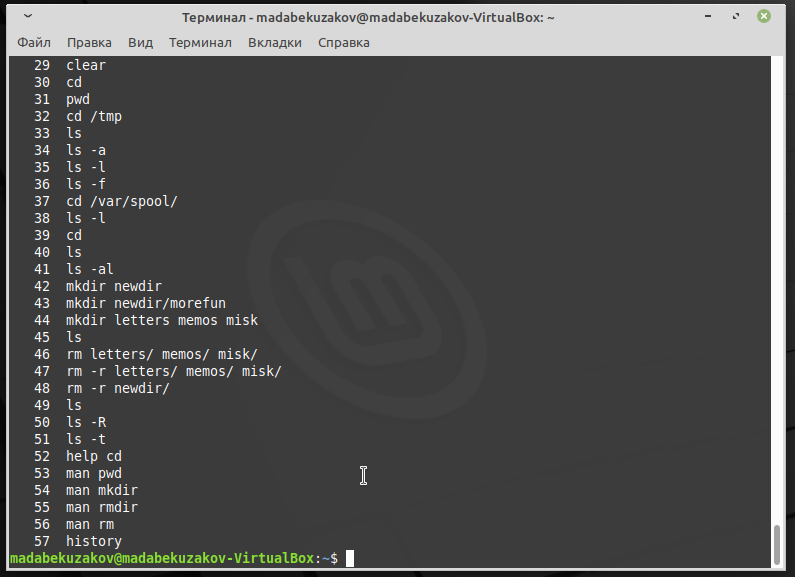 Терминал - madabekuzakov@madabekuzakov-VirtualBox: ~
Файл Правка Вид Терминал Вкладки Справка
29 clear
30 cd
31 pwd
32 cd /tmp
33 ls
34 ls -a
35 ls -l
36 ls -f
37 cd /var/spool/
38 ls -l
39 cd
40 ls
41 ls -al
42 mkdir newdir
43 mkdir newdir/morefun
44 mkdir letters memos misk
45 ls
46 rm letters/ memos/ misk/
47 rm -r letters/ memos/ misk/
48 rm -r newdir/
49 ls
50 ls -R
51 ls -t
52 help cd
53 man pwd
54 man mkdir
55 man rmdir
56 man rm
57 history
madabekuzakov@madabekuzakov-VirtualBox:~$